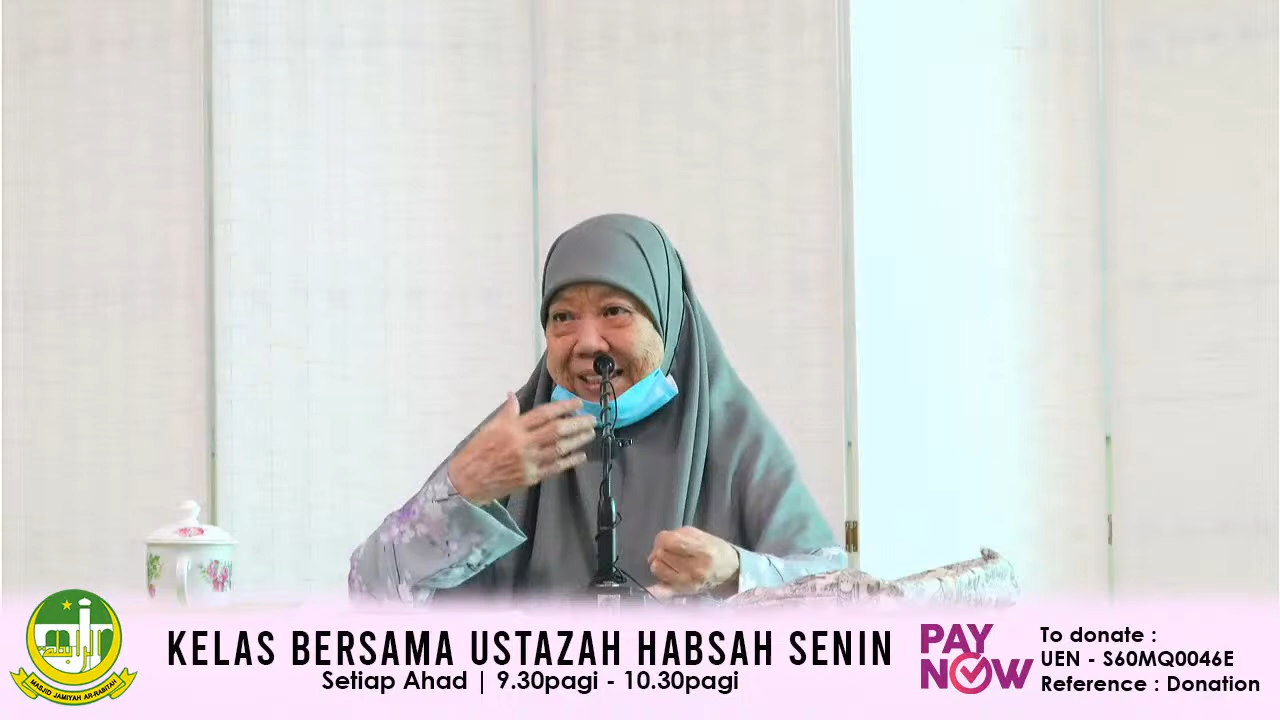 KELAS BERSAMA USTAZAH HABSAH SENIN
Setiap Ahad | 9.30pagi - 10.30pagi
PAY
NOW
To donate :
UEN - S60MQ0046E
Reference : Donation
MASJID JAMIYAH AR-RABITAH